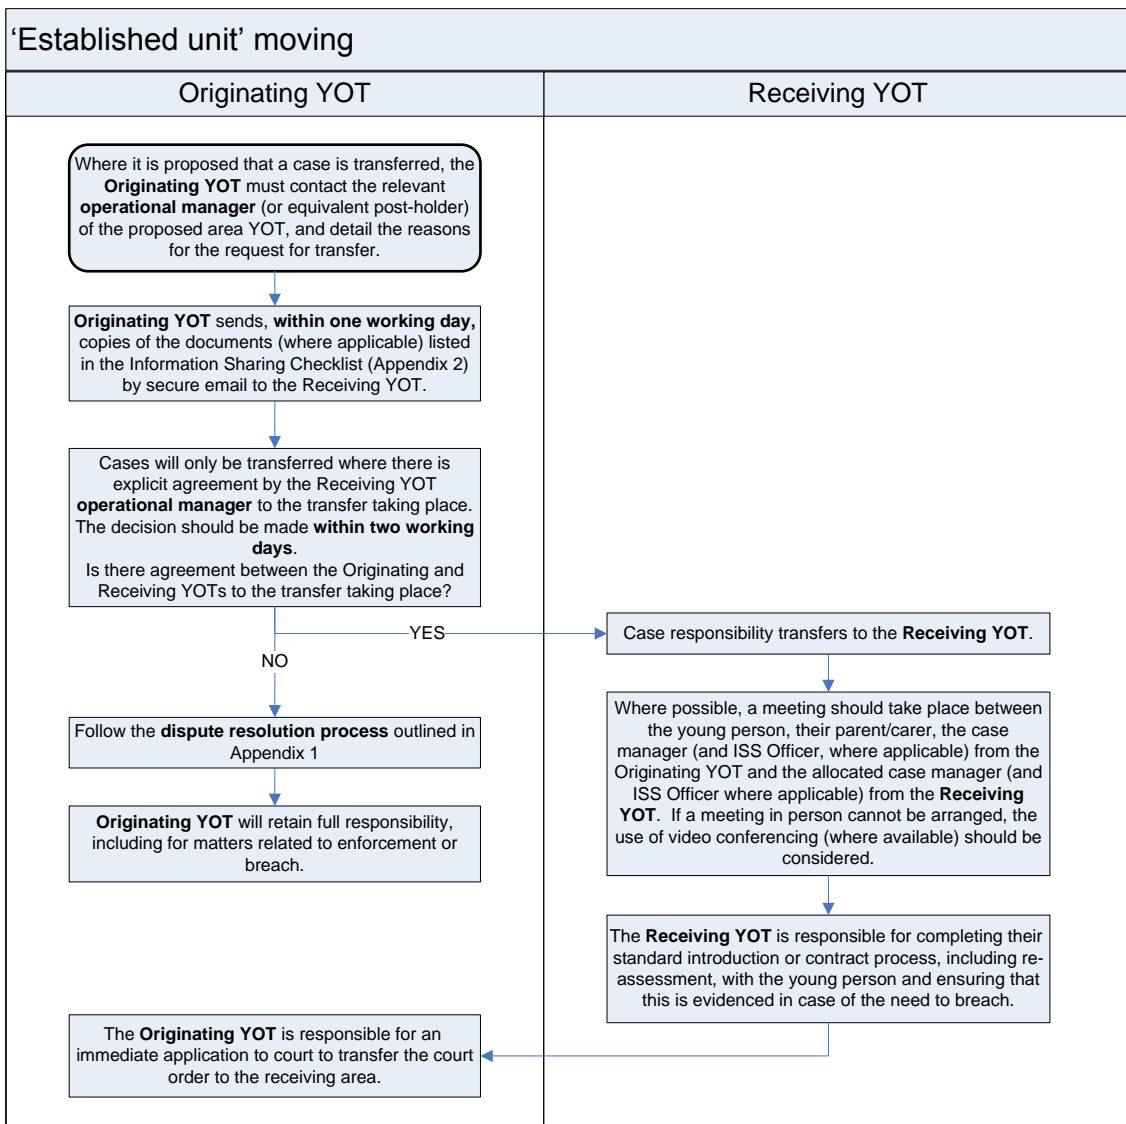 'Established unit' moving
Originating YOT
Receiving YOT
Where it is proposed that a case is transferred, the
Originating YOT must contact the relevant
operational manager (or equivalent post-holder)
of the proposed area YOT, and detail the reasons
for the request for transfer.
Originating YOT sends, within one working day,
copies of the documents (where applicable) listed
in the Information Sharing Checklist (Appendix 2)
by secure email to the Receiving YOT.
Cases will only be transferred where there is
explicit agreement by the Receiving YOT
operational manager to the transfer taking place.
The decision should be made within two working
days.
Is there agreement between the Originating and
Receiving YOTs to the transfer taking place?
YES
NO
Case responsibility transfers to the Receiving YOT.
Follow the dispute resolution process outlined in
Appendix 1
Originating YOT will retain full responsibility,
including for matters related to enforcement or
breach.
Where possible, a meeting should take place between
the young person, their parent/carer, the case
manager (and ISS Officer, where applicable) from the
Originating YOT and the allocated case manager (and
ISS Officer where applicable) from the Receiving
YOT.  If a meeting in person cannot be arranged, the
use of video conferencing (where available) should be
considered.
The Receiving YOT is responsible for completing their
standard introduction or contract process, including re-
assessment, with the young person and ensuring that
this is evidenced in case of the need to breach.
The Originating YOT is responsible for an
immediate application to court to transfer the court
order to the receiving area.